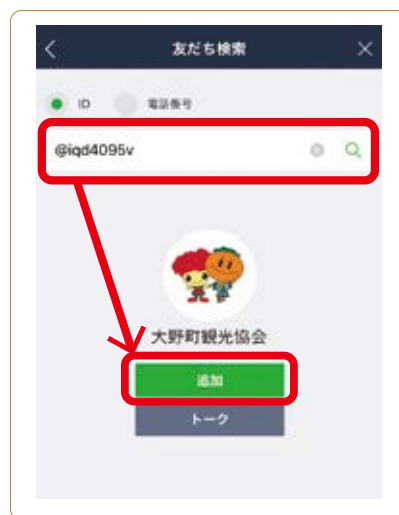 友だち検索
ID 電話番号
@iqd4095v
大野町観光協会
追加
トーク